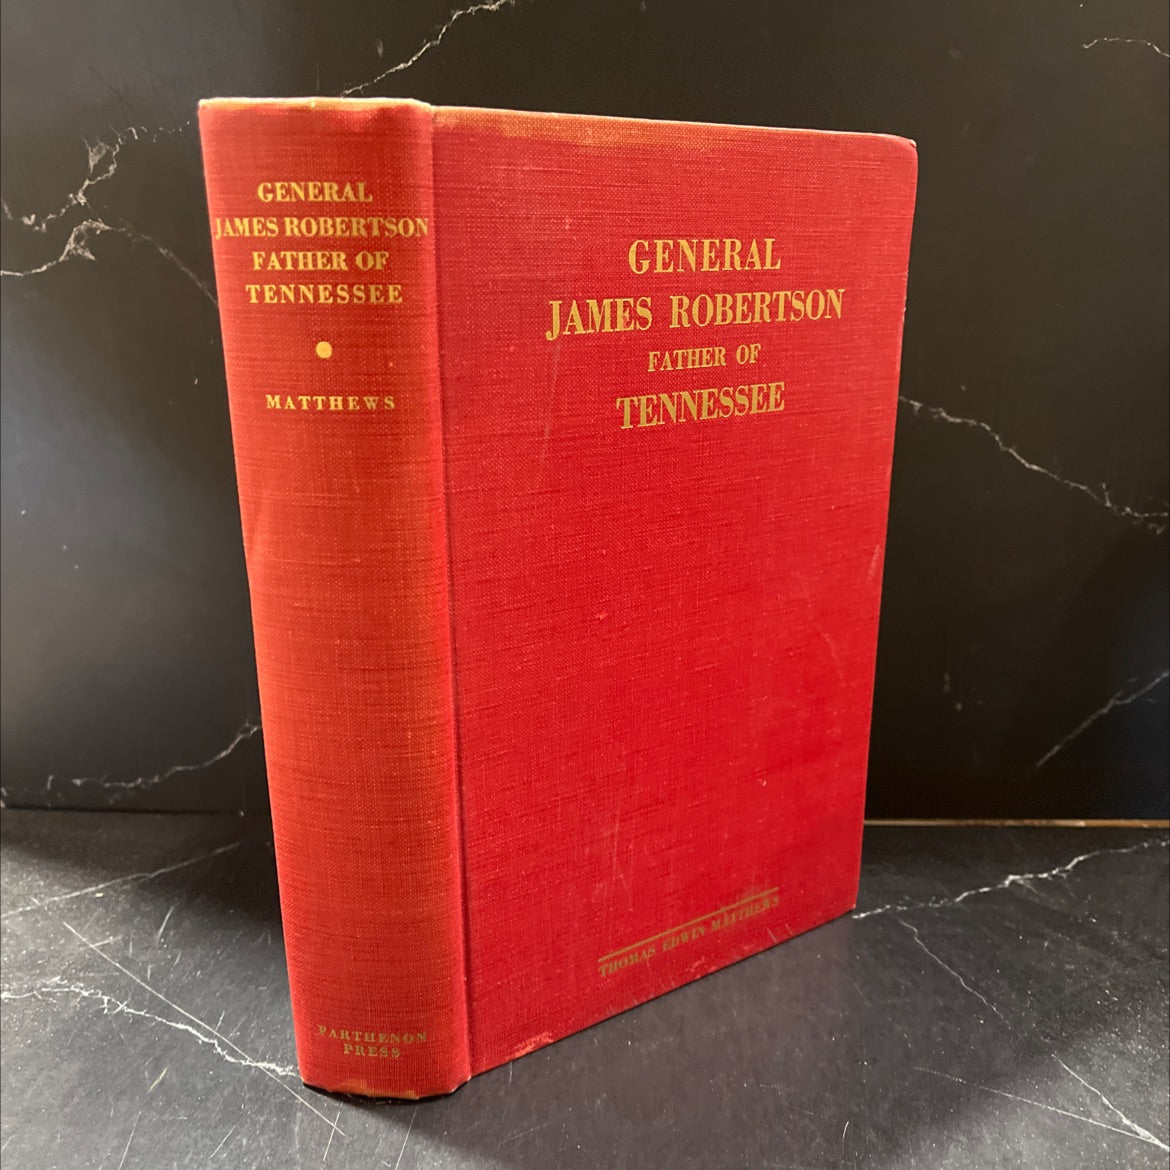 GENERAL
JAMES ROBERTSON
FATHER OF
TENNESSEE
MATTHEWS
PARTHENON
PRESS
GENERAL
JAMES ROBERTSON
FATHER OF
TENNESSEE
THOMAS EDWIN MATTHEWS